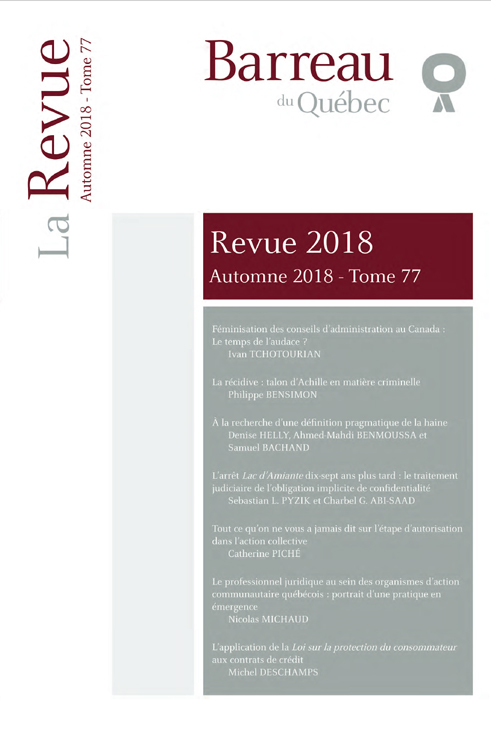 La Revue
Automne 2018 - Tome 77
Barreau
du Québec
Revue 2018
Automne 2018 - Tome 77
Féminisation des conseils d'administration au Canada :
Le temps de l'audace ?
Ivan TCHOTOURIAN
La récidive : talon d'Achille en matière criminelle
Philippe BENSIMON
À la recherche d'une définition pragmatique de la haine
Denise HELLY, Ahmed-Mahdi BENMOUSSA et
Samuel BACHAND
L'arrêt Lac d'Amiante dix-sept ans plus tard : le traitement
judiciaire de l'obligation implicite de confidentialité
Sebastian L. PYZIK et Charbel G. ABI-SAAD
Tout ce qu'on ne vous a jamais dit sur l'étape d'autorisation
dans l'action collective
Catherine PICHÉ
Le professionnel juridique au sein des organismes d'action
communautaire québécois : portrait d'une pratique en
émergence
Nicolas MICHAUD
L'application de la Loi sur la protection du consommateur
aux contrats de crédit
Michel DESCHAMPS